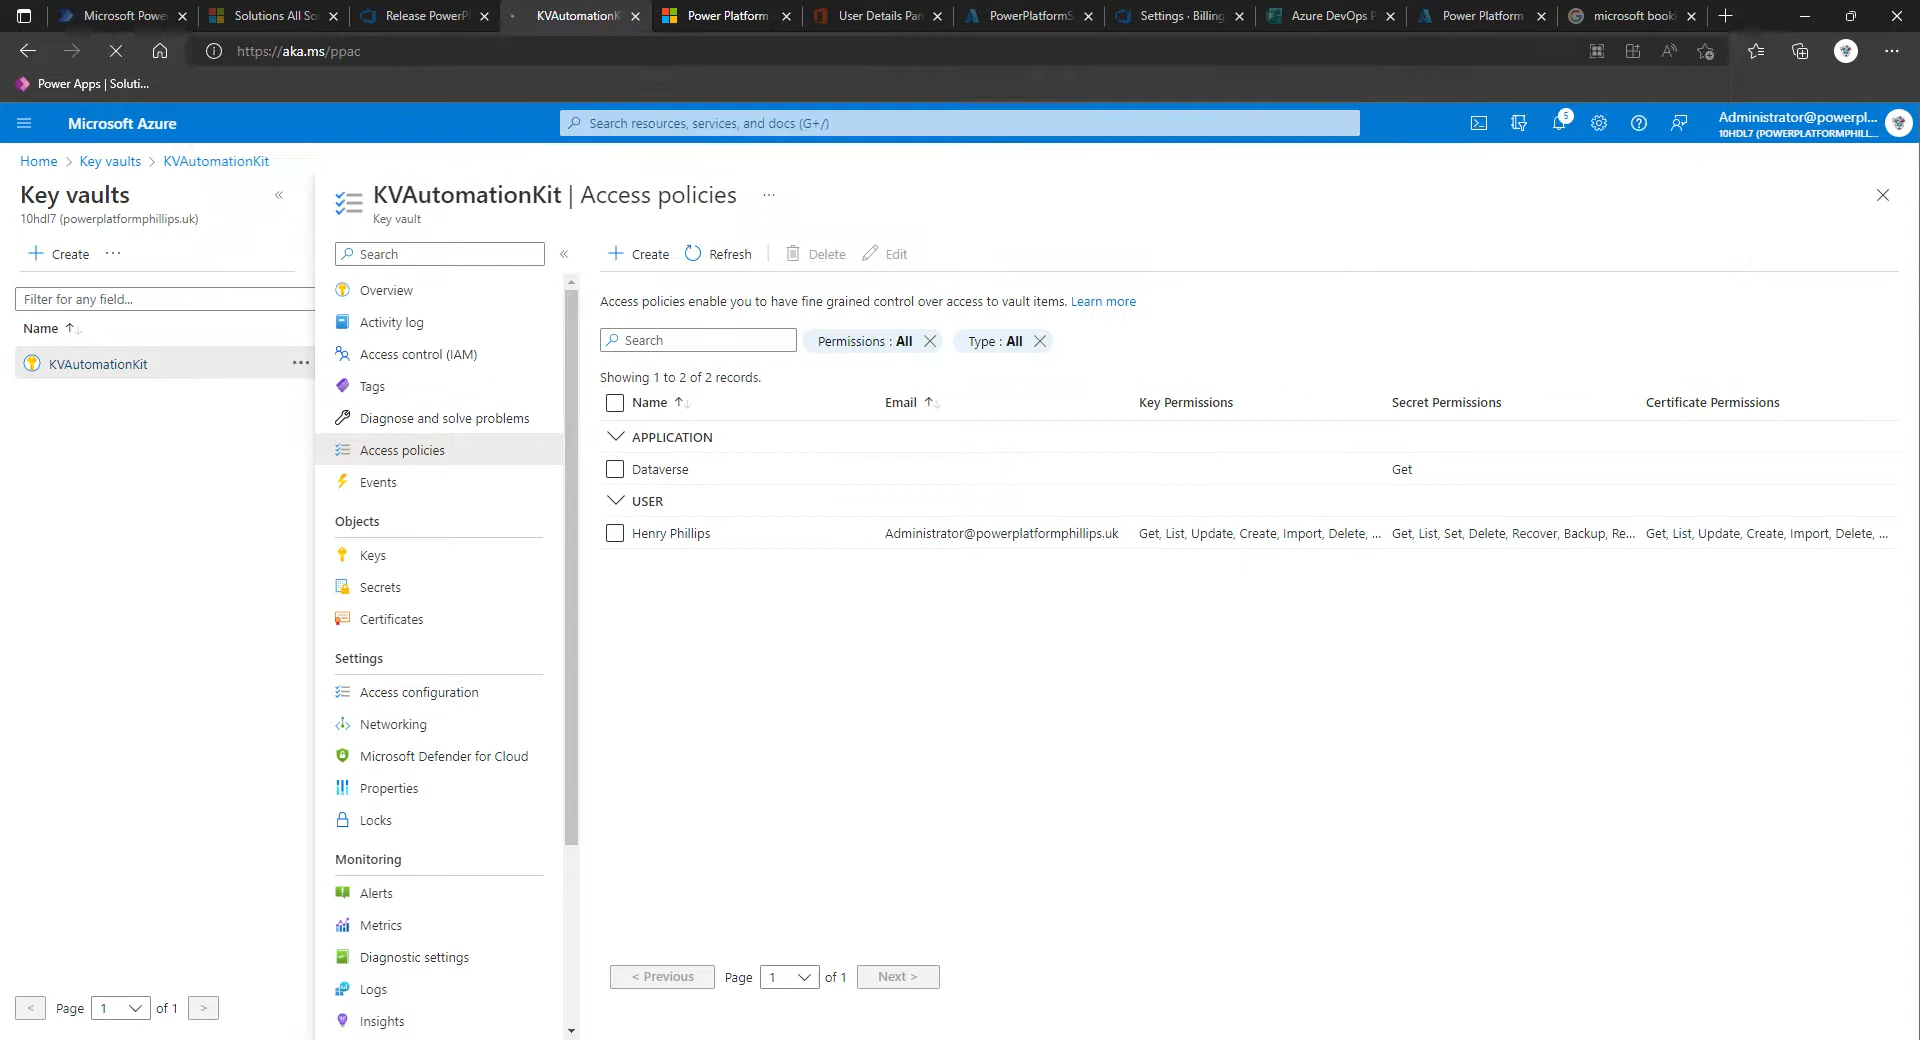 Microsoft Powe
Solutions All So
Release PowerP
KVAutomationK
Power Platform
User Details Pa
PowerPlatformS
Settings · Billing
Azure DevOps P
Power Platform
microsoft book
https://aka.ms/ppac
Power Apps | Soluti...
Microsoft Azure
Search resources, services, and docs (G+/)
5
Administrator@powerpl...
10HDL7 (POWERPLATFORMPHILL...
Home > Key vaults > KVAutomationKit
Key vaults
10hdl7 (powerplatformphillips.uk)
Create ...
Filter for any field...
Name
KVAutomationKit ...
Page 1 of 1
KVAutomationKit | Access policies ...
Key vault
Search
Overview
Activity log
Access control (IAM)
Tags
Diagnose and solve problems
Access policies
Events
Objects
Keys
Secrets
Certificates
Settings
Access configuration
Networking
Microsoft Defender for Cloud
Properties
Locks
Monitoring
Alerts
Metrics
Diagnostic settings
Logs
Insights
Create Refresh Delete Edit
Access policies enable you to have fine grained control over access to vault items. Learn more
Search Permissions : All Type : All
Showing 1 to 2 of 2 records.
Name Email Key Permissions Secret Permissions Certificate Permissions
APPLICATION
Dataverse Get
USER
Henry Phillips Administrator@powerplatformphillips.uk Get, List, Update, Create, Import, Delete, ... Get, List, Set, Delete, Recover, Backup, Re... Get, List, Update, Create, Import, Delete, ...
< Previous Page 1 of 1 Next >